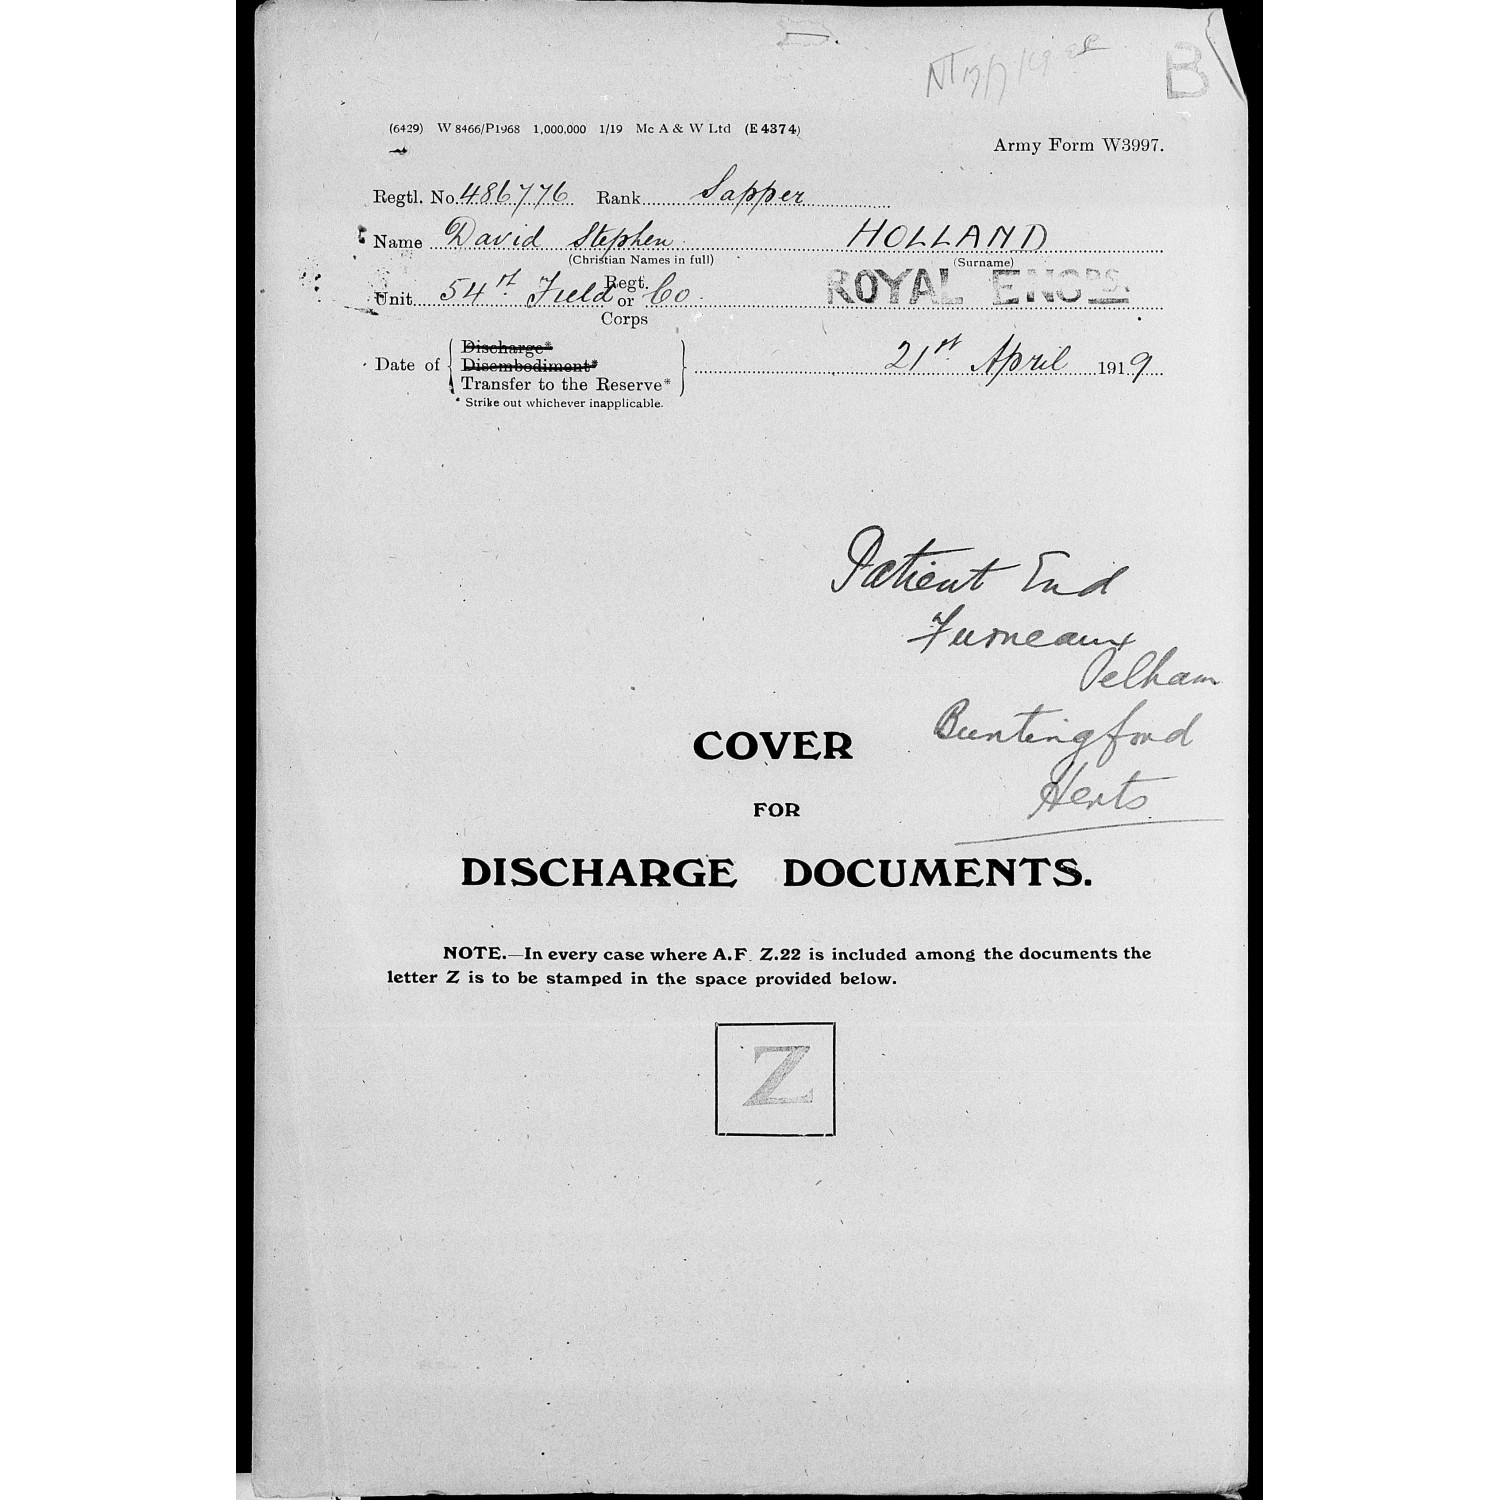 B
(6429) W 8466/P1968 1,000,000 1/19 Mc A & W Ltd (E 4374)
Army Form W3997.
Regtl. No. 486776 Rank Sapper
Name David Stephen HOLLAND
(Christian Names in full) (Surname)
Unit 54th Field Regt. or Corps Co. ROYAL ENGRS.
Date of { Discharge* Disembodiment* Transfer to the Reserve* } 21st April 1919
* Strike out whichever inapplicable.
Patient End
Furneaux
Pelham
Buntingford
Herts
COVER
FOR
DISCHARGE DOCUMENTS.
NOTE.—In every case where A.F. Z.22 is included among the documents the
letter Z is to be stamped in the space provided below.
Z